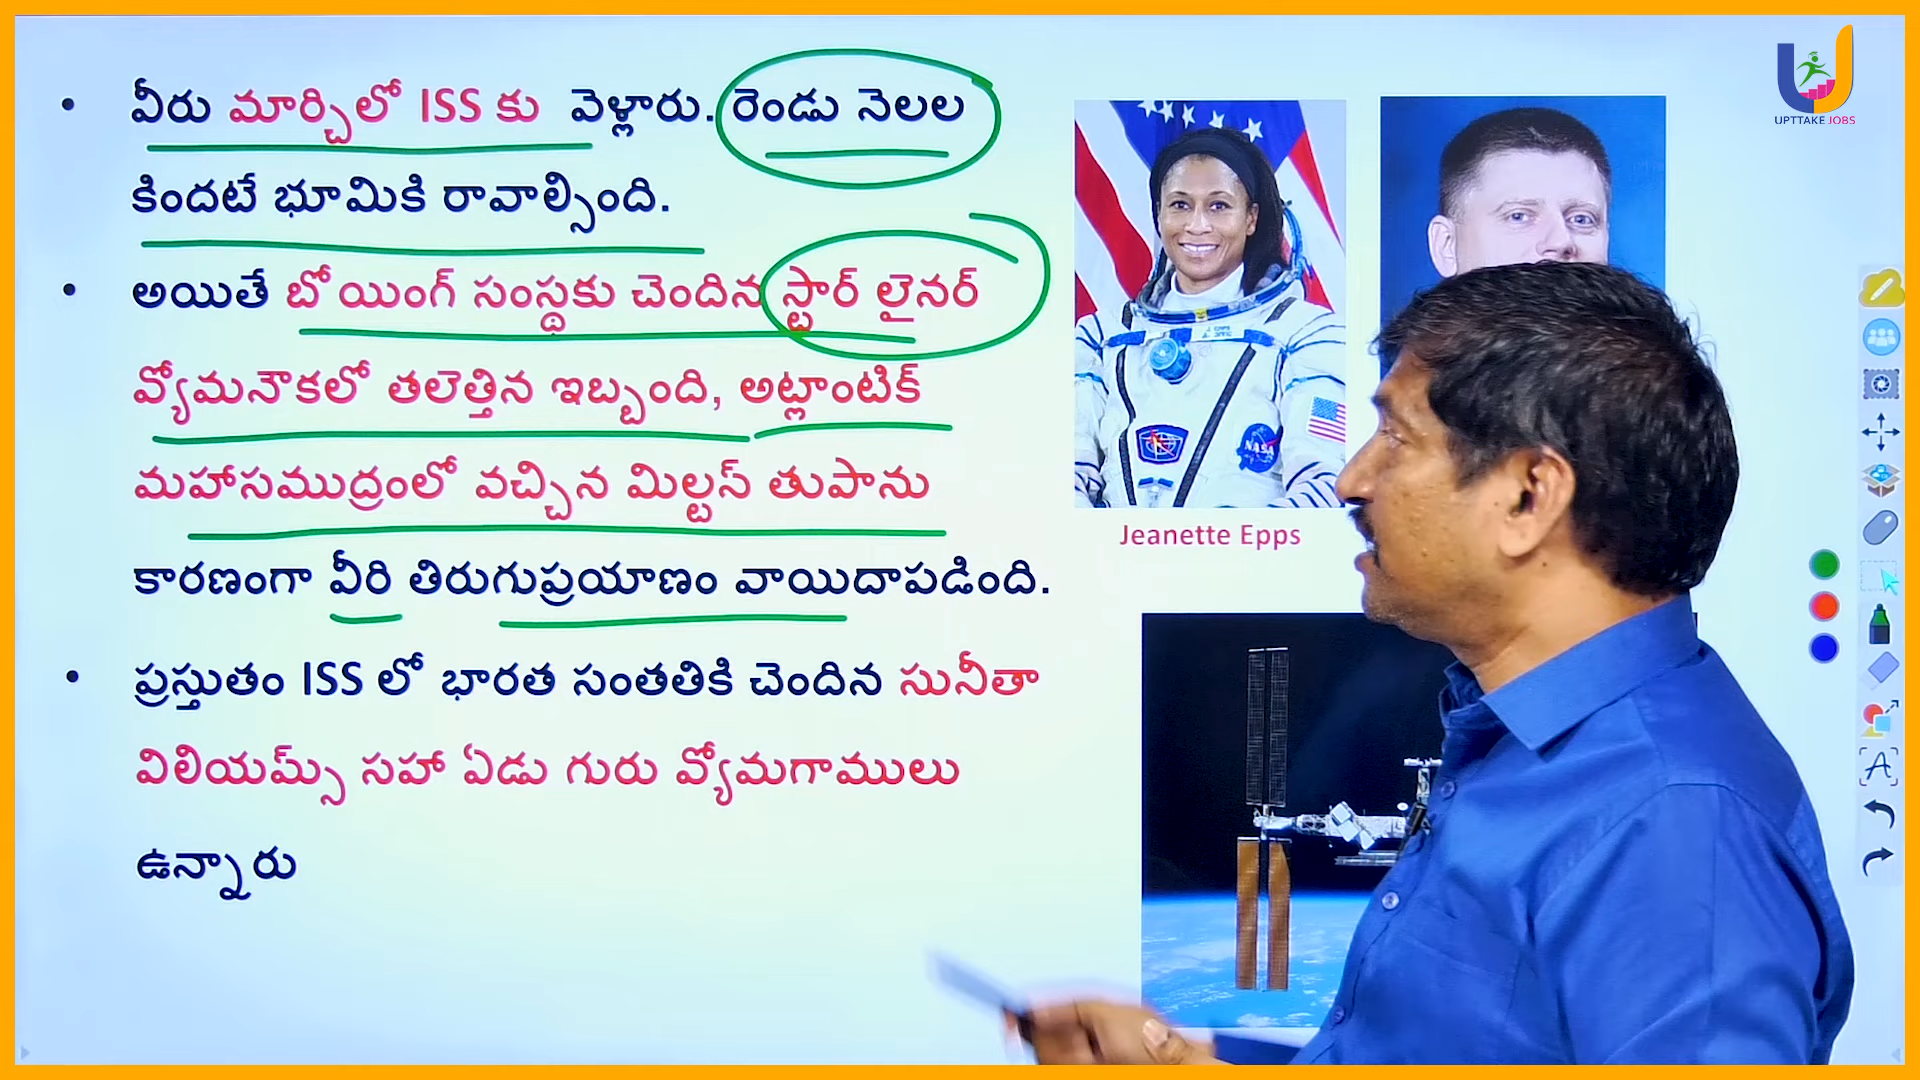 UPTTAKE JOBS
• వీరు మార్చిలో ISS కు వెళ్లారు. రెండు నెలల
కిందటే భూమికి రావాల్సింది.
• అయితే బోయింగ్ సంస్థకు చెందిన స్టార్ లైనర్
వ్యోమనౌకలో తలెత్తిన ఇబ్బంది, అట్లాంటిక్
మహాసముద్రంలో వచ్చిన మిల్టన్ తుపాను
కారణంగా వీరి తిరుగుప్రయాణం వాయిదాపడింది.
• ప్రస్తుతం ISS లో భారత సంతతికి చెందిన సునీతా
విలియమ్స్ సహా ఏడు గురు వ్యోమగాములు
ఉన్నారు
Jeanette Epps
NASA